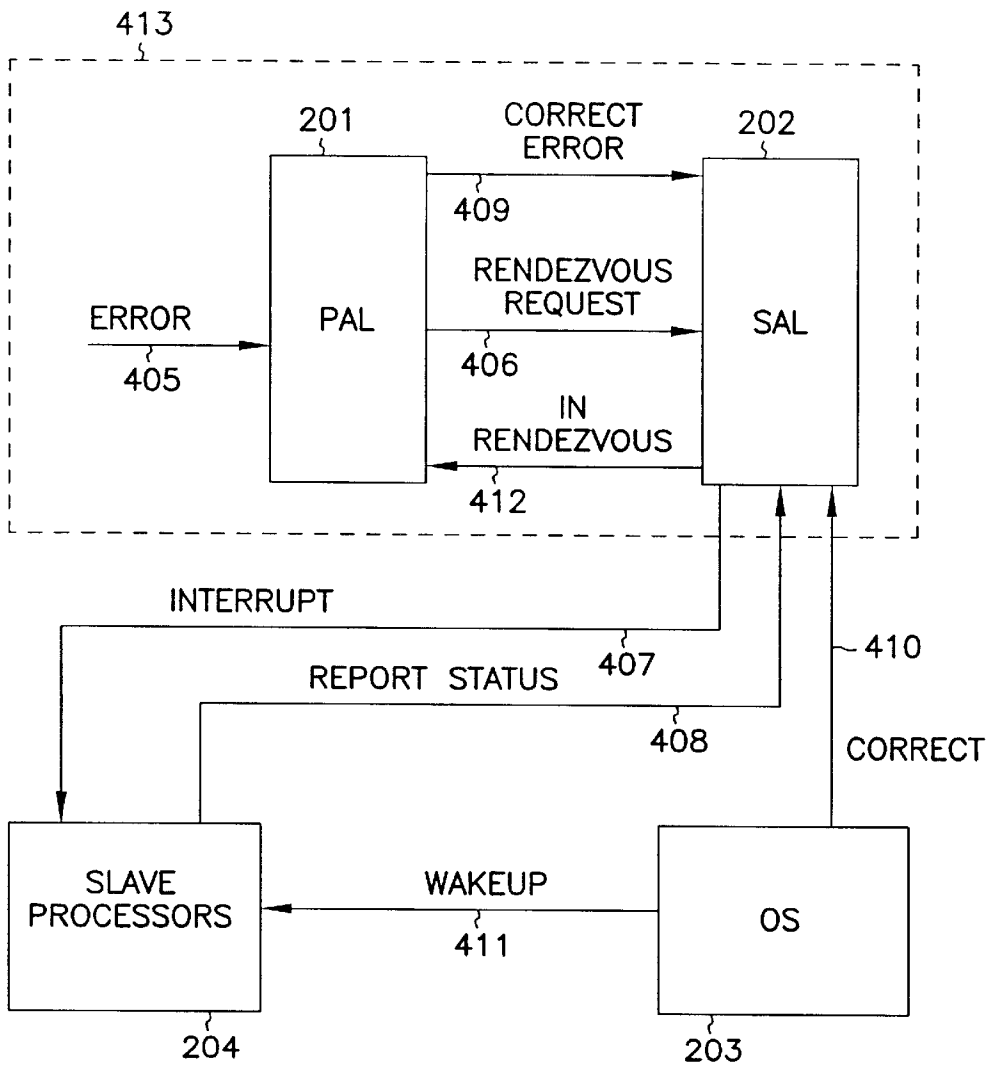 413
201
CORRECT
ERROR
202
409
RENDEZVOUS
REQUEST
PAL
SAL
ERROR
405
406
IN
RENDEZVOUS
412
INTERRUPT
407
410
REPORT STATUS
408
CORRECT
SLAVE
PROCESSORS
WAKEUP
411
OS
204
203